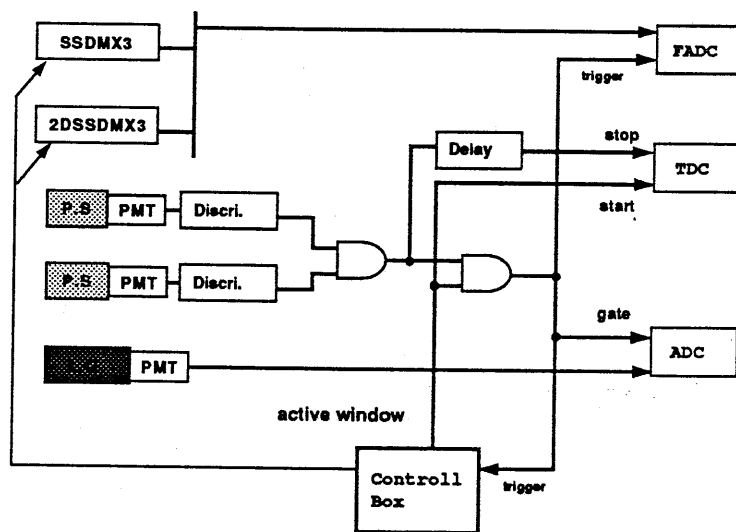 SSDMX3
FADC
trigger
2DSSDMX3
Delay
stop
TDC
start
P.S
PMT
Discri.
P.S
PMT
Discri.
gate
ADC
PMT
active window
Controll
Box
trigger